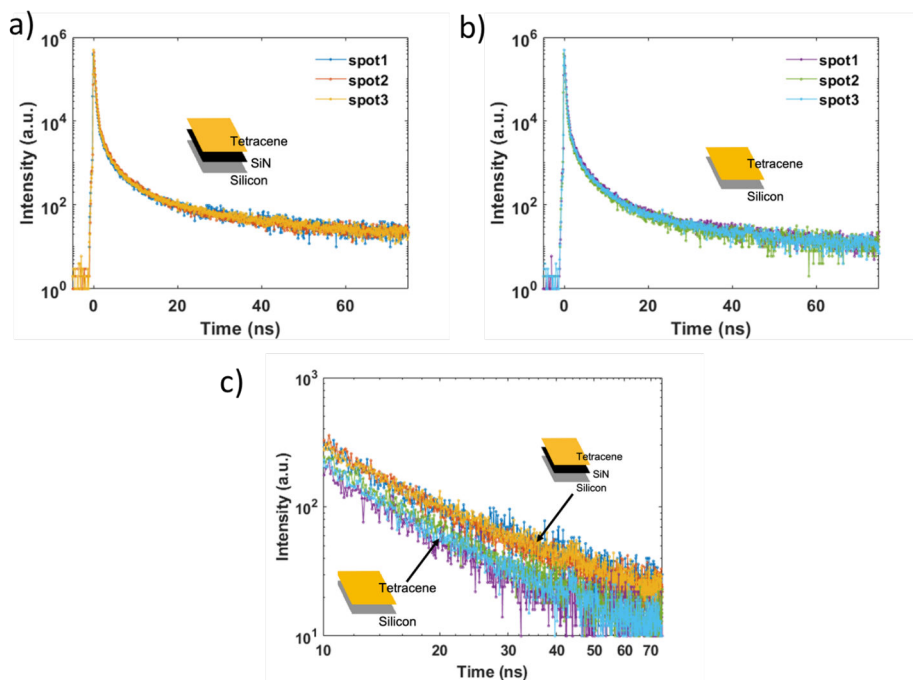 a)
10^6
10^4
10^2
10^0
Intensity (a.u.)
spot1
spot2
spot3
Tetracene
SiN
Silicon
0
20
40
60
Time (ns)
b)
10^6
10^4
10^2
10^0
Intensity (a.u.)
spot1
spot2
spot3
Tetracene
Silicon
0
20
40
60
Time (ns)
c)
10^3
10^2
10^1
Intensity (a.u.)
Tetracene
SiN
Silicon
Tetracene
Silicon
10
20
30
40
50
60
70
Time (ns)